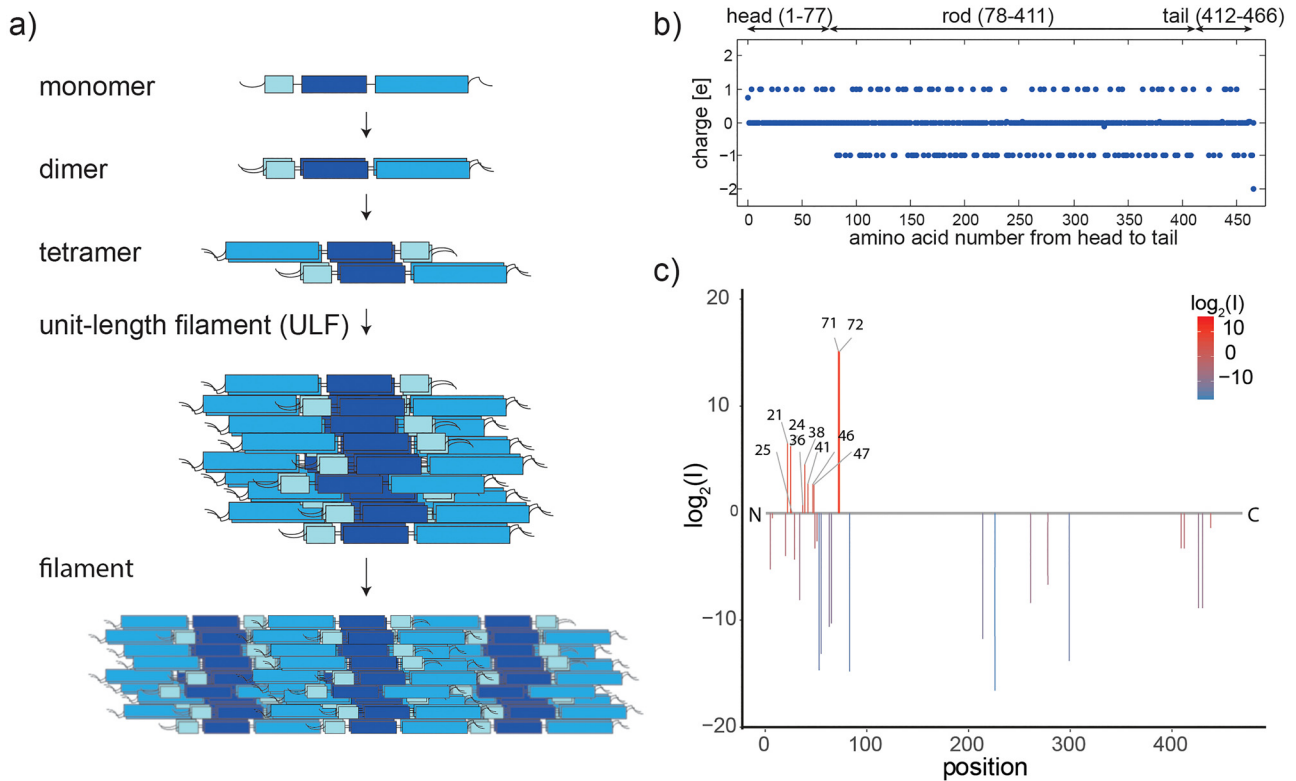 a)
monomer
dimer
tetramer
unit-length filament (ULF)
filament
b)
head (1-77) rod (78-411) tail (412-466)
charge [e]
2
1
0
−1
−2
0 50 100 150 200 250 300 350 400 450
amino acid number from head to tail
c)
log₂(I)
10
0
−10
log₂(I)
20
10
0
−10
−20
71 72
21 24
36 38 46
25 41 47
N C
0 100 200 300 400
position